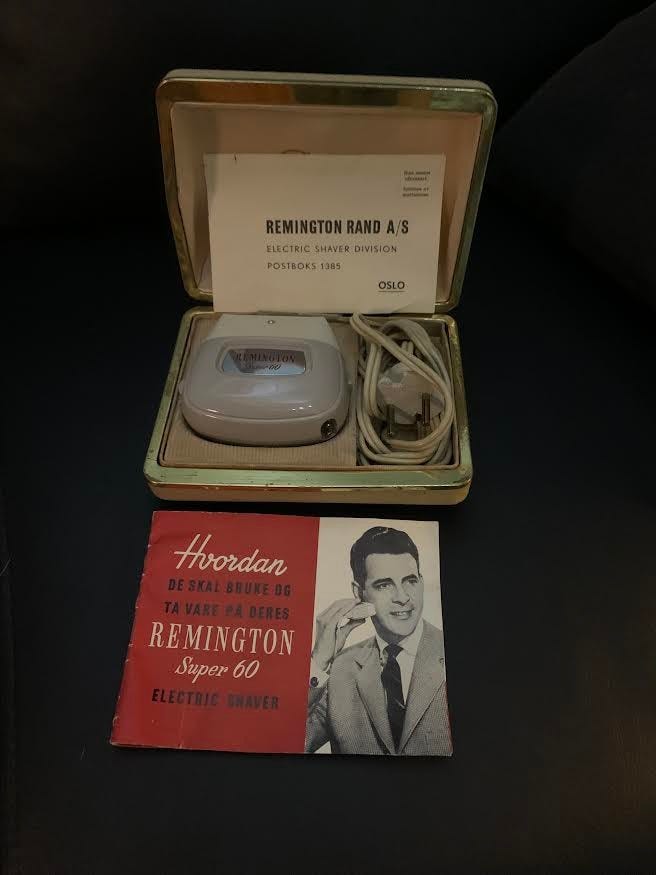 REMINGTON RAND A/S
ELECTRIC SHAVER DIVISION
POSTBOKS 1385
OSLO
REMINGTON
Super 60
Hvordan
DE SKAL BRUKE OG
TA VARE PÅ DERES
REMINGTON
Super 60
ELECTRIC SHAVER